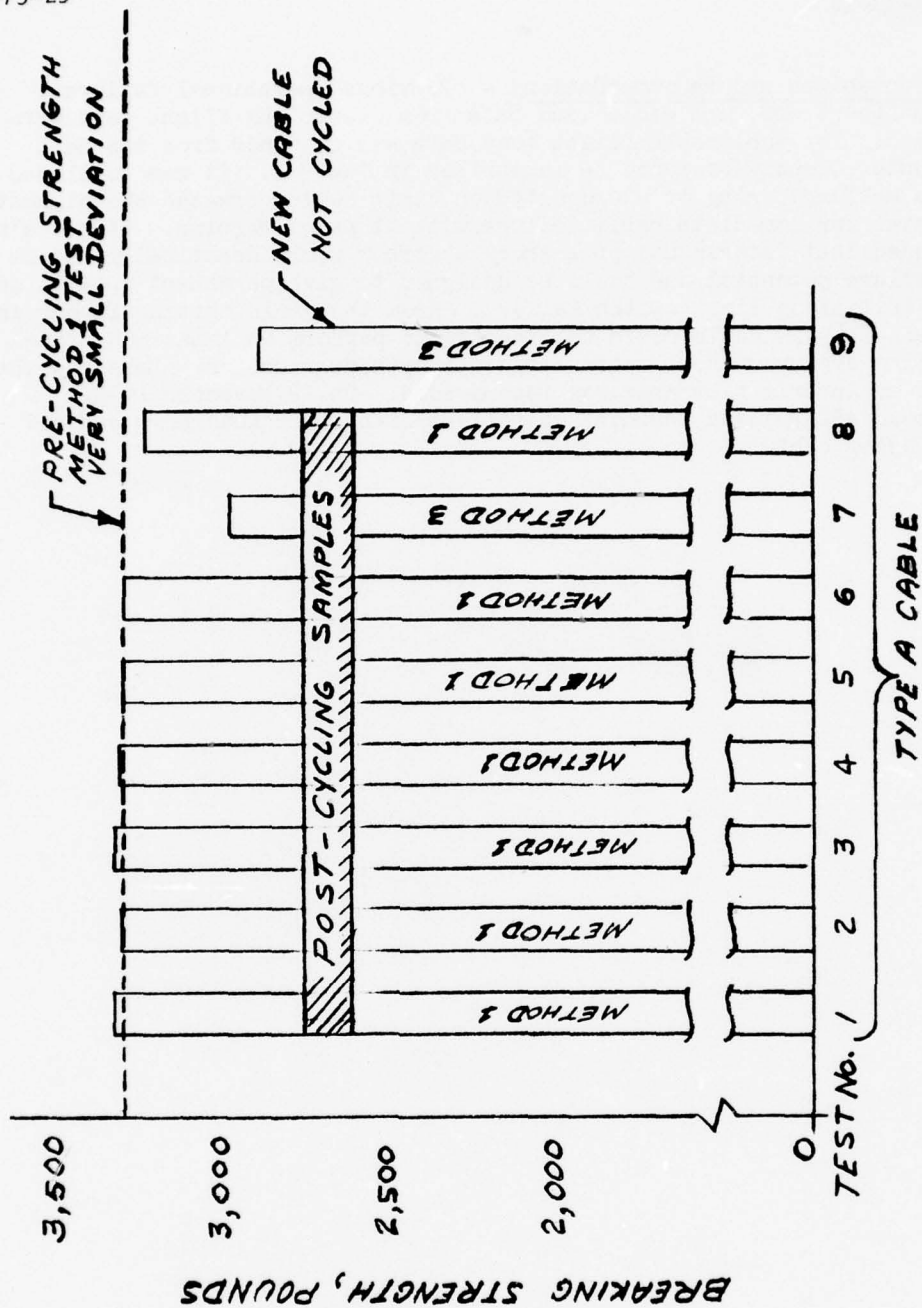 PRE-CYCLING STRENGTH
METHOD 1 TEST
VERY SMALL DEVIATION
NEW CABLE
NOT CYCLED
BREAKING STRENGTH, POUNDS
3,500
3,000
2,500
2,000
0
POST-CYCLING SAMPLES
METHOD 1
METHOD 1
METHOD 1
METHOD 1
METHOD 1
METHOD 1
METHOD 3
METHOD 1
METHOD 3
TEST NO. 1 2 3 4 5 6 7 8 9
TYPE A CABLE